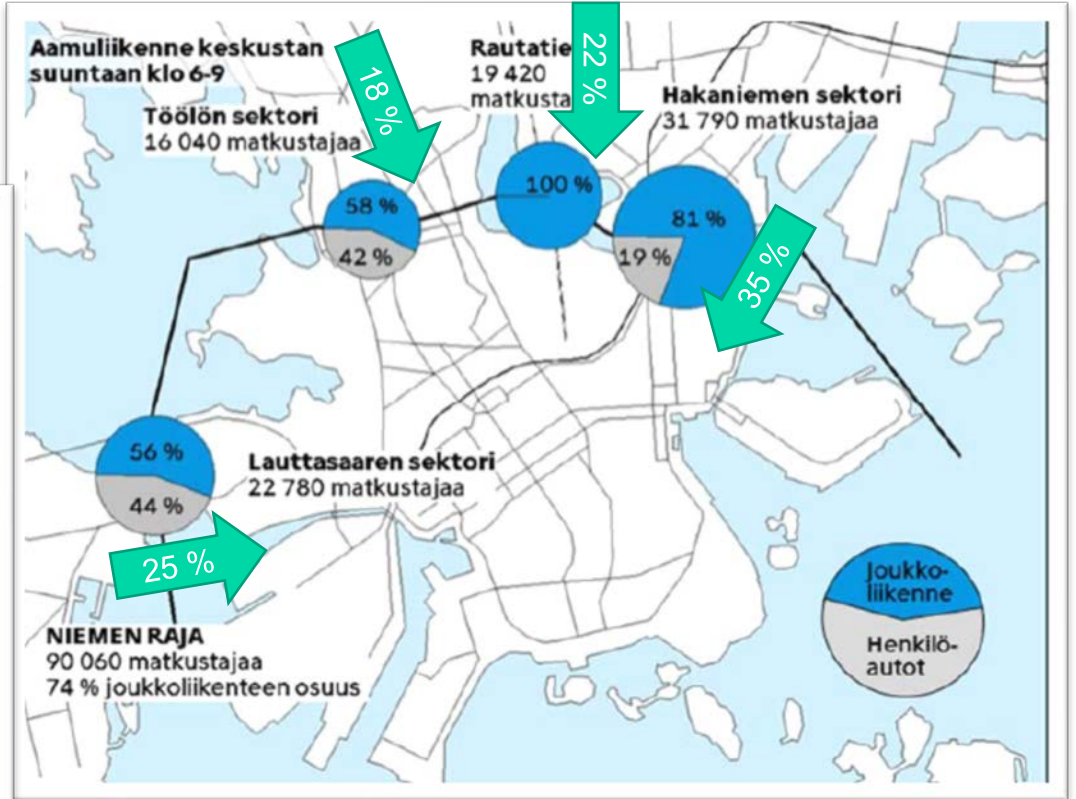 Aamuliikenne keskustan
suuntaan klo 6-9
Töölön sektori
16 040 matkustajaa
18 %
Rautatie
19 420
matkusta
22 %
Hakaniemen sektori
31 790 matkustajaa
58 %
42 %
100 %
81 %
19 %
35 %
56 %
44 %
Lauttasaaren sektori
22 780 matkustajaa
25 %
NIEMEN RAJA
90 060 matkustajaa
74 % joukkoliikenteen osuus
Joukko-
liikenne
Henkilö-
autot